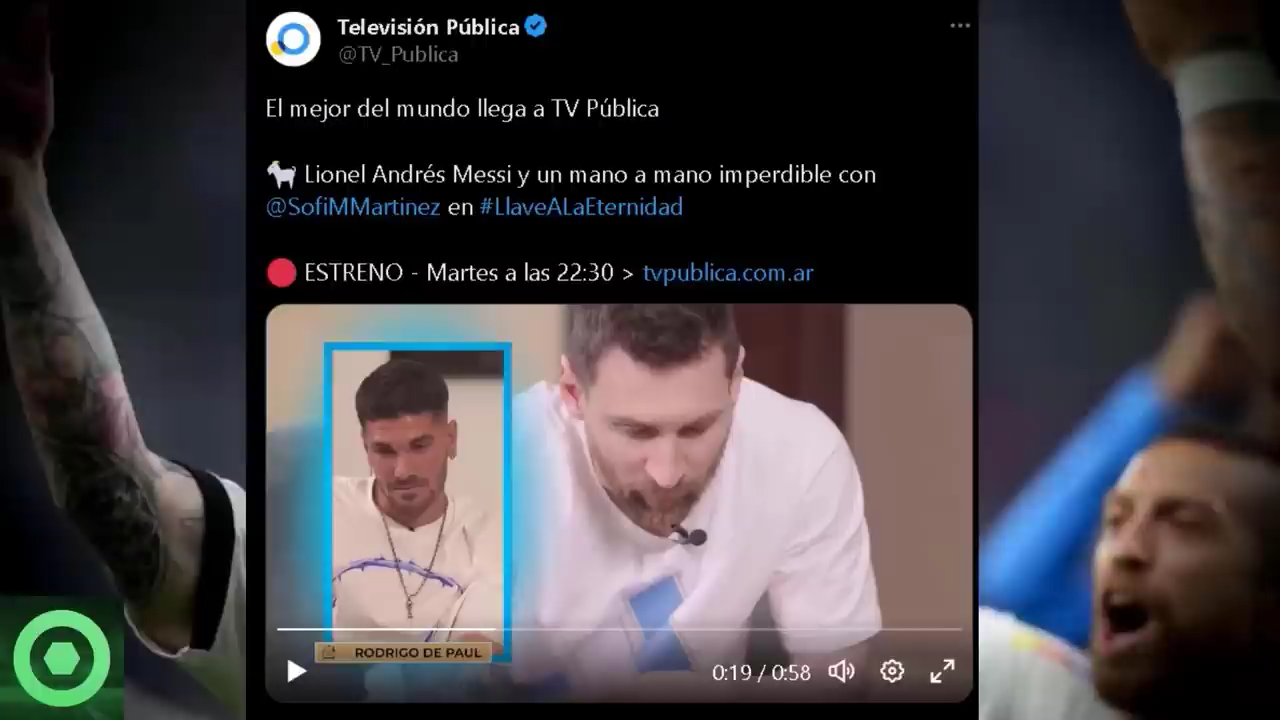 Televisión Pública
@TV_Publica
El mejor del mundo llega a TV Pública
Lionel Andrés Messi y un mano a mano imperdible con
@SofiMMartinez en #LlaveALaEternidad
ESTRENO - Martes a las 22:30 > tvpublica.com.ar
RODRIGO DE PAUL
0:19 / 0:58